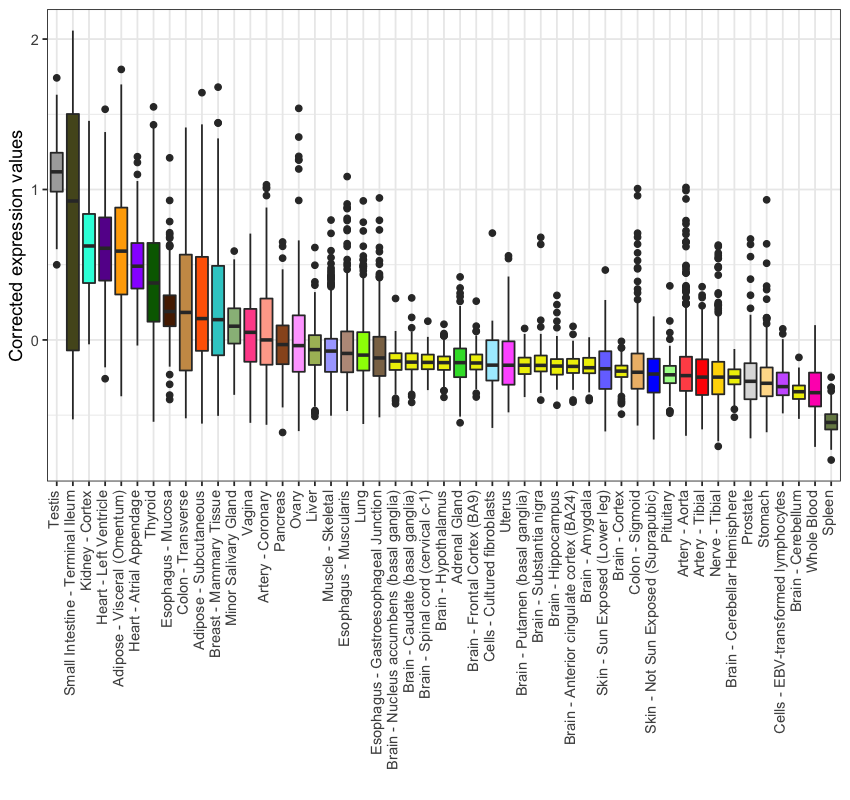 Corrected expression values
2
1
0
Testis
Small Intestine - Terminal Ileum
Kidney - Cortex
Heart - Left Ventricle
Adipose - Visceral (Omentum)
Heart - Atrial Appendage
Thyroid
Esophagus - Mucosa
Colon - Transverse
Adipose - Subcutaneous
Breast - Mammary Tissue
Minor Salivary Gland
Vagina
Artery - Coronary
Pancreas
Ovary
Liver
Muscle - Skeletal
Esophagus - Muscularis
Lung
Esophagus - Gastroesophageal Junction
Brain - Nucleus accumbens (basal ganglia)
Brain - Caudate (basal ganglia)
Brain - Spinal cord (cervical c-1)
Brain - Hypothalamus
Adrenal Gland
Brain - Frontal Cortex (BA9)
Cells - Cultured fibroblasts
Uterus
Brain - Putamen (basal ganglia)
Brain - Substantia nigra
Brain - Hippocampus
Brain - Anterior cingulate cortex (BA24)
Brain - Amygdala
Skin - Sun Exposed (Lower leg)
Brain - Cortex
Colon - Sigmoid
Skin - Not Sun Exposed (Suprapubic)
Pituitary
Artery - Aorta
Artery - Tibial
Nerve - Tibial
Brain - Cerebellar Hemisphere
Prostate
Stomach
Cells - EBV-transformed lymphocytes
Brain - Cerebellum
Whole Blood
Spleen